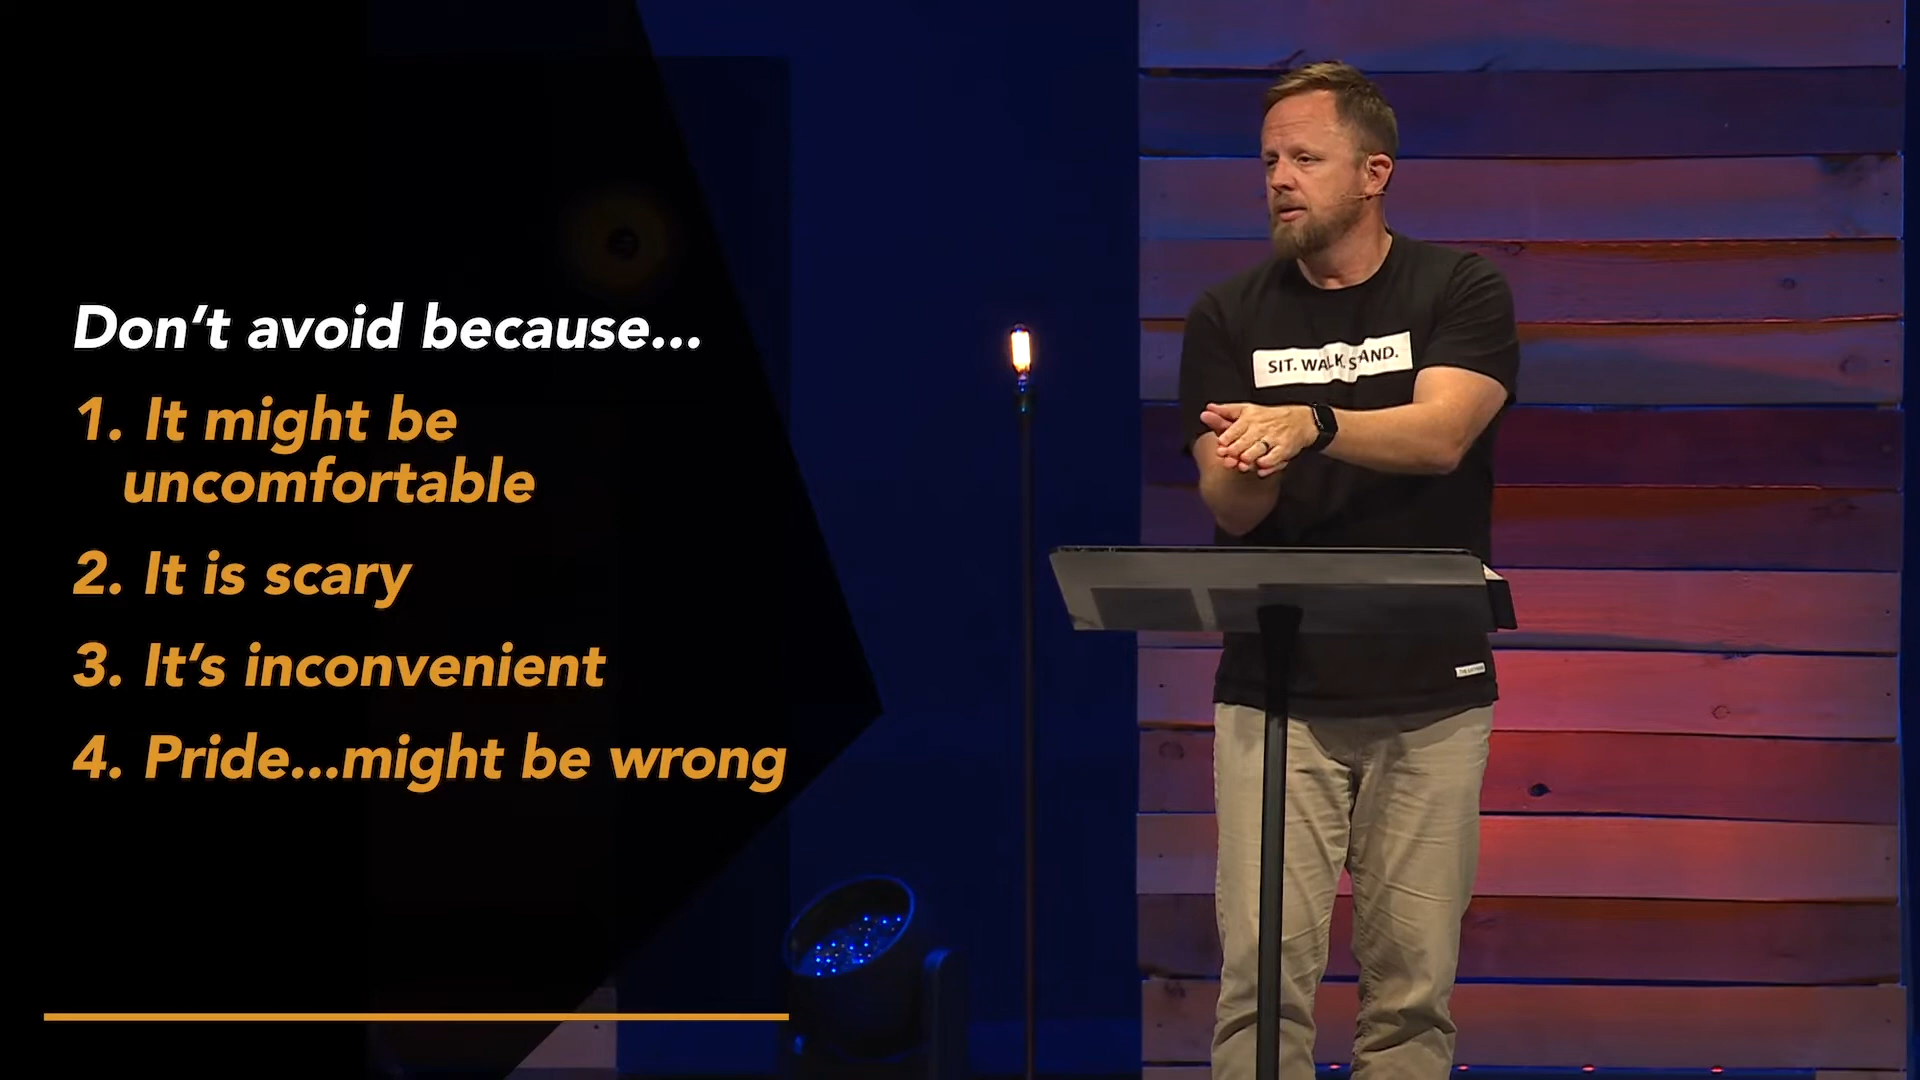 Don’t avoid because...
1. It might be
uncomfortable
2. It is scary
3. It’s inconvenient
4. Pride...might be wrong
SIT. WALK. STAND.